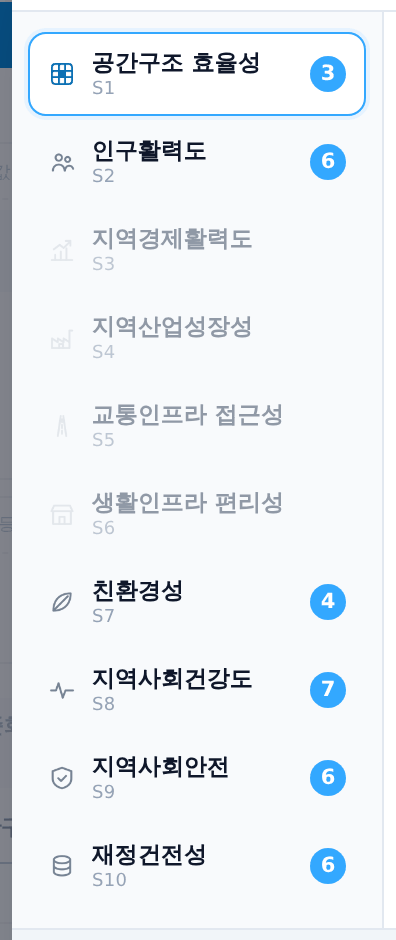 공간구조 효율성
S1
3
인구활력도
S2
6
지역경제활력도
S3
지역산업성장성
S4
교통인프라 접근성
S5
생활인프라 편리성
S6
친환경성
S7
4
지역사회건강도
S8
7
지역사회안전
S9
6
재정건전성
S10
6